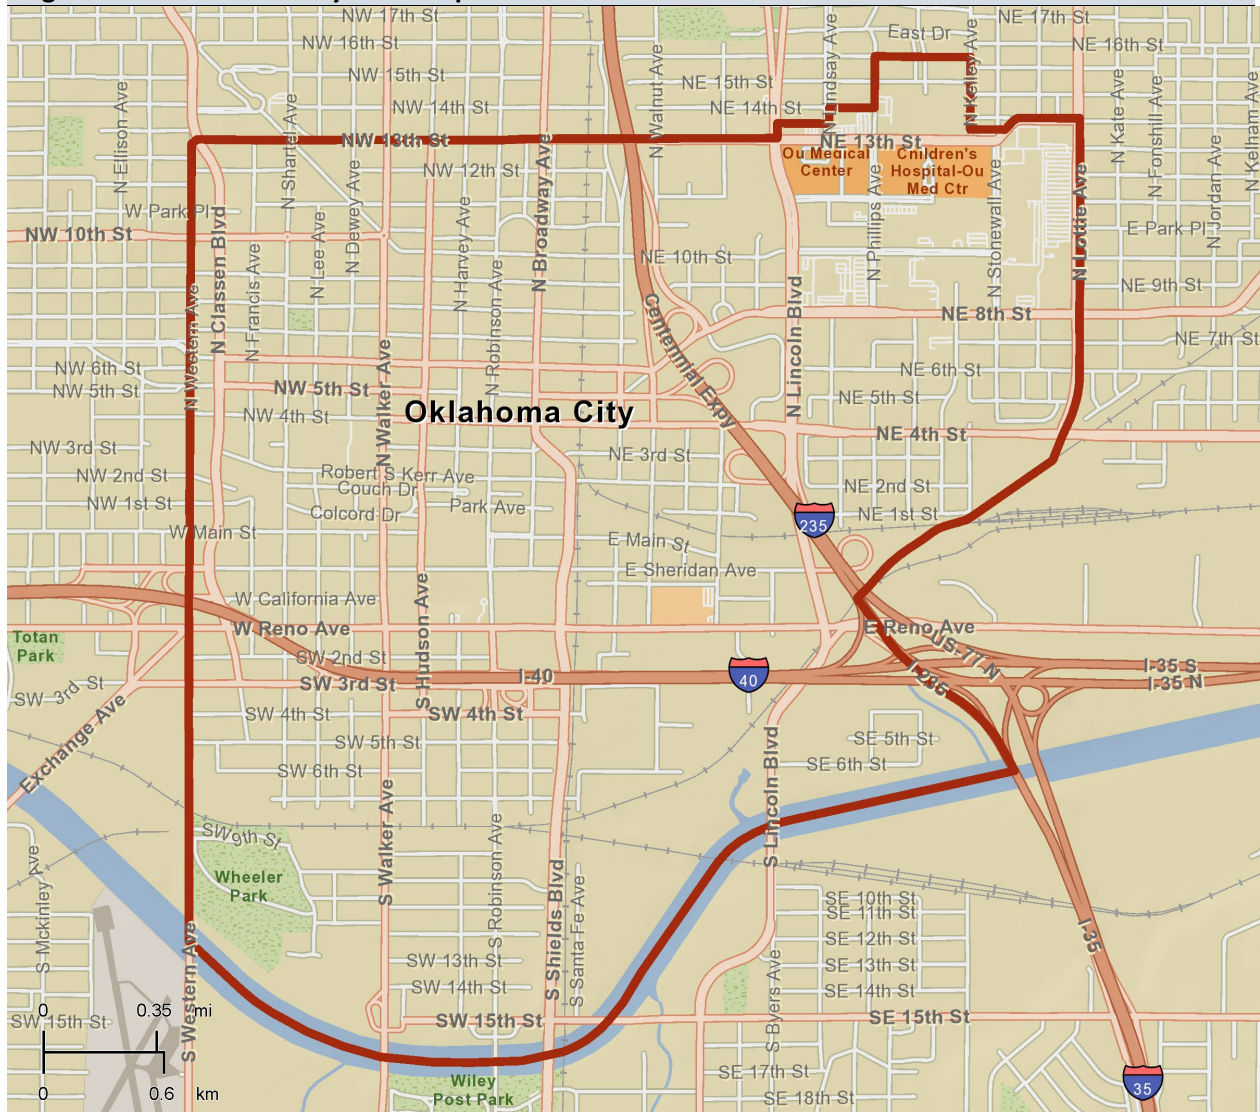 NW 17th St
NE 17th St
NW 16th St
East Dr
NE 16th St
N Lindsay Ave
N Kelley Ave
N Walnut Ave
NW 15th St
NE 15th St
N Ellison Ave
N Kate Ave
N Fonshill Ave
N Kalham Ave
NW 14th St
NE 14th St
N Shartel Ave
NW 13th St
NE 13th St
N Broadway Ave
Ou Medical
Center
Children's
Hospital-Ou
Med Ctr
NW 12th St
N Dewey Ave
N Phillips Ave
N Stonewall Ave
N Lottie Ave
N Jordan Ave
W Park Pl
N Classen Blvd
N Lee Ave
N Harvey Ave
NW 10th St
E Park Pl
N Francis Ave
N Robinson Ave
NE 10th St
N Western Ave
Centennial Expy
N Lincoln Blvd
NE 9th St
NE 8th St
NE 7th St
N Walker Ave
NW 6th St
NE 6th St
NW 5th St
NW 5th St
NE 5th St
Oklahoma City
NW 4th St
NE 4th St
NW 3rd St
NE 3rd St
NW 2nd St
Robert S Kerr Ave
Couch Dr
NE 2nd St
NW 1st St
Colcord Dr
Park Ave
NE 1st St
235
W Main St
E Main St
E Sheridan Ave
W California Ave
S Hudson Ave
W Reno Ave
E Reno Ave
Totan
Park
SW 2nd St
US-77 N
I-40
40
I-235
I-35 S
I-35 N
SW 3rd St
SW 3rd St
Exchange Ave
SW 4th St
SW 4th St
SW 5th St
SE 5th St
SW 6th St
SE 6th St
S Lincoln Blvd
S Walker Ave
SW 9th St
S McKinley Ave
Wheeler
Park
S Robinson Ave
S Shields Blvd
S Santa Fe Ave
SE 10th St
SE 11th St
SE 12th St
I-35
S Western Ave
SW 13th St
SE 13th St
S Byers Ave
SW 14th St
SE 14th St
0 0.35 mi
SW 15th St
SW 15th St
SE 15th St
0 0.6 km
Wiley
Post Park
SE 17th St
35
SE 18th St